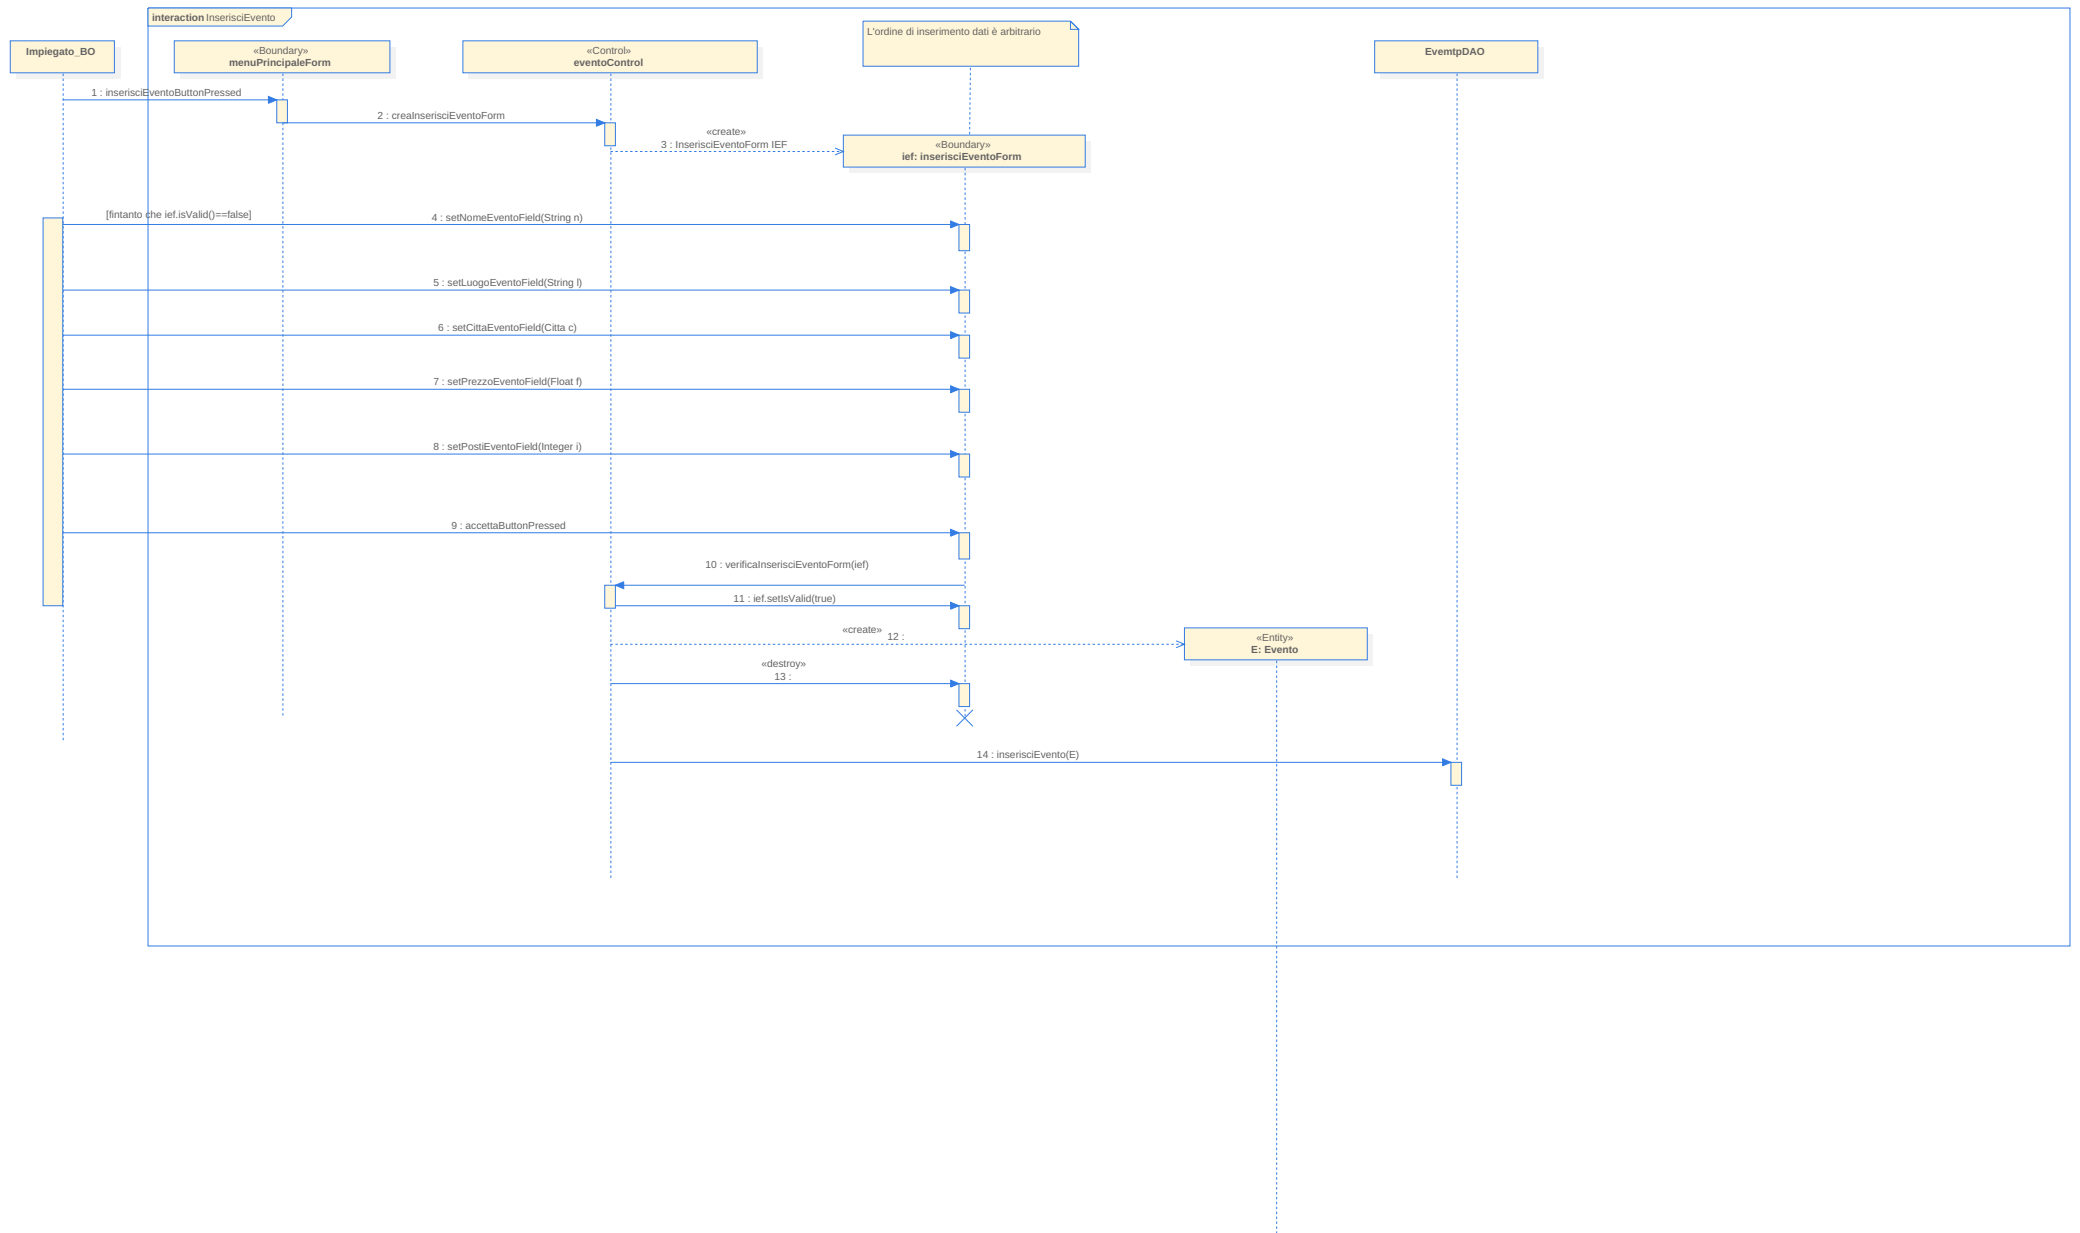 interaction InserisciEvento
L'ordine di inserimento dati è arbitrario
Impiegato_BO
«Boundary»
menuPrincipaleForm
«Control»
eventoControl
EvemtpDAO
1 : inserisciEventoButtonPressed
2 : creaInserisciEventoForm
«create»
3 : InserisciEventoForm IEF
«Boundary»
ief: inserisciEventoForm
[fintanto che ief.isValid()==false]
4 : setNomeEventoField(String n)
5 : setLuogoEventoField(String l)
6 : setCittaEventoField(Citta c)
7 : setPrezzoEventoField(Float f)
8 : setPostiEventoField(Integer i)
9 : accettaButtonPressed
10 : verificaInserisciEventoForm(ief)
11 : ief.setIsValid(true)
«create»
12 :
«Entity»
E: Evento
«destroy»
13 :
14 : inserisciEvento(E)